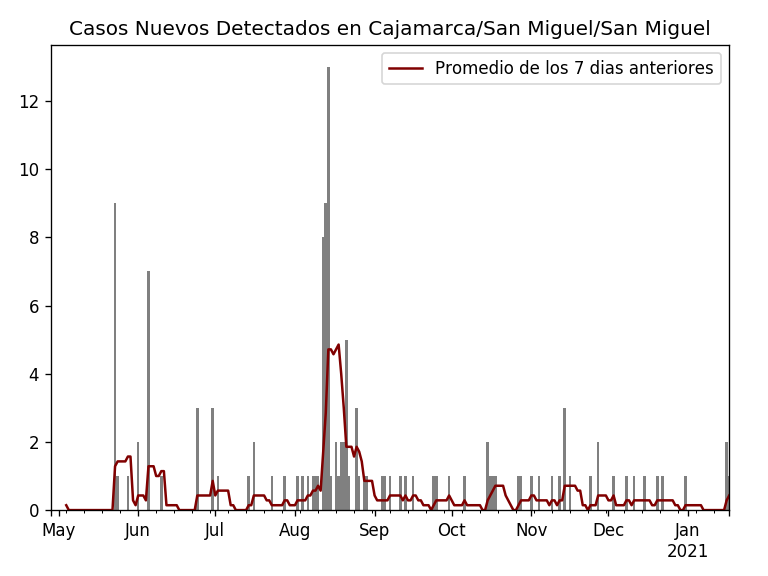 Casos Nuevos Detectados en Cajamarca/San Miguel/San Miguel
Promedio de los 7 dias anteriores
12
10
8
6
4
2
0
May Jun Jul Aug Sep Oct Nov Dec Jan
2021